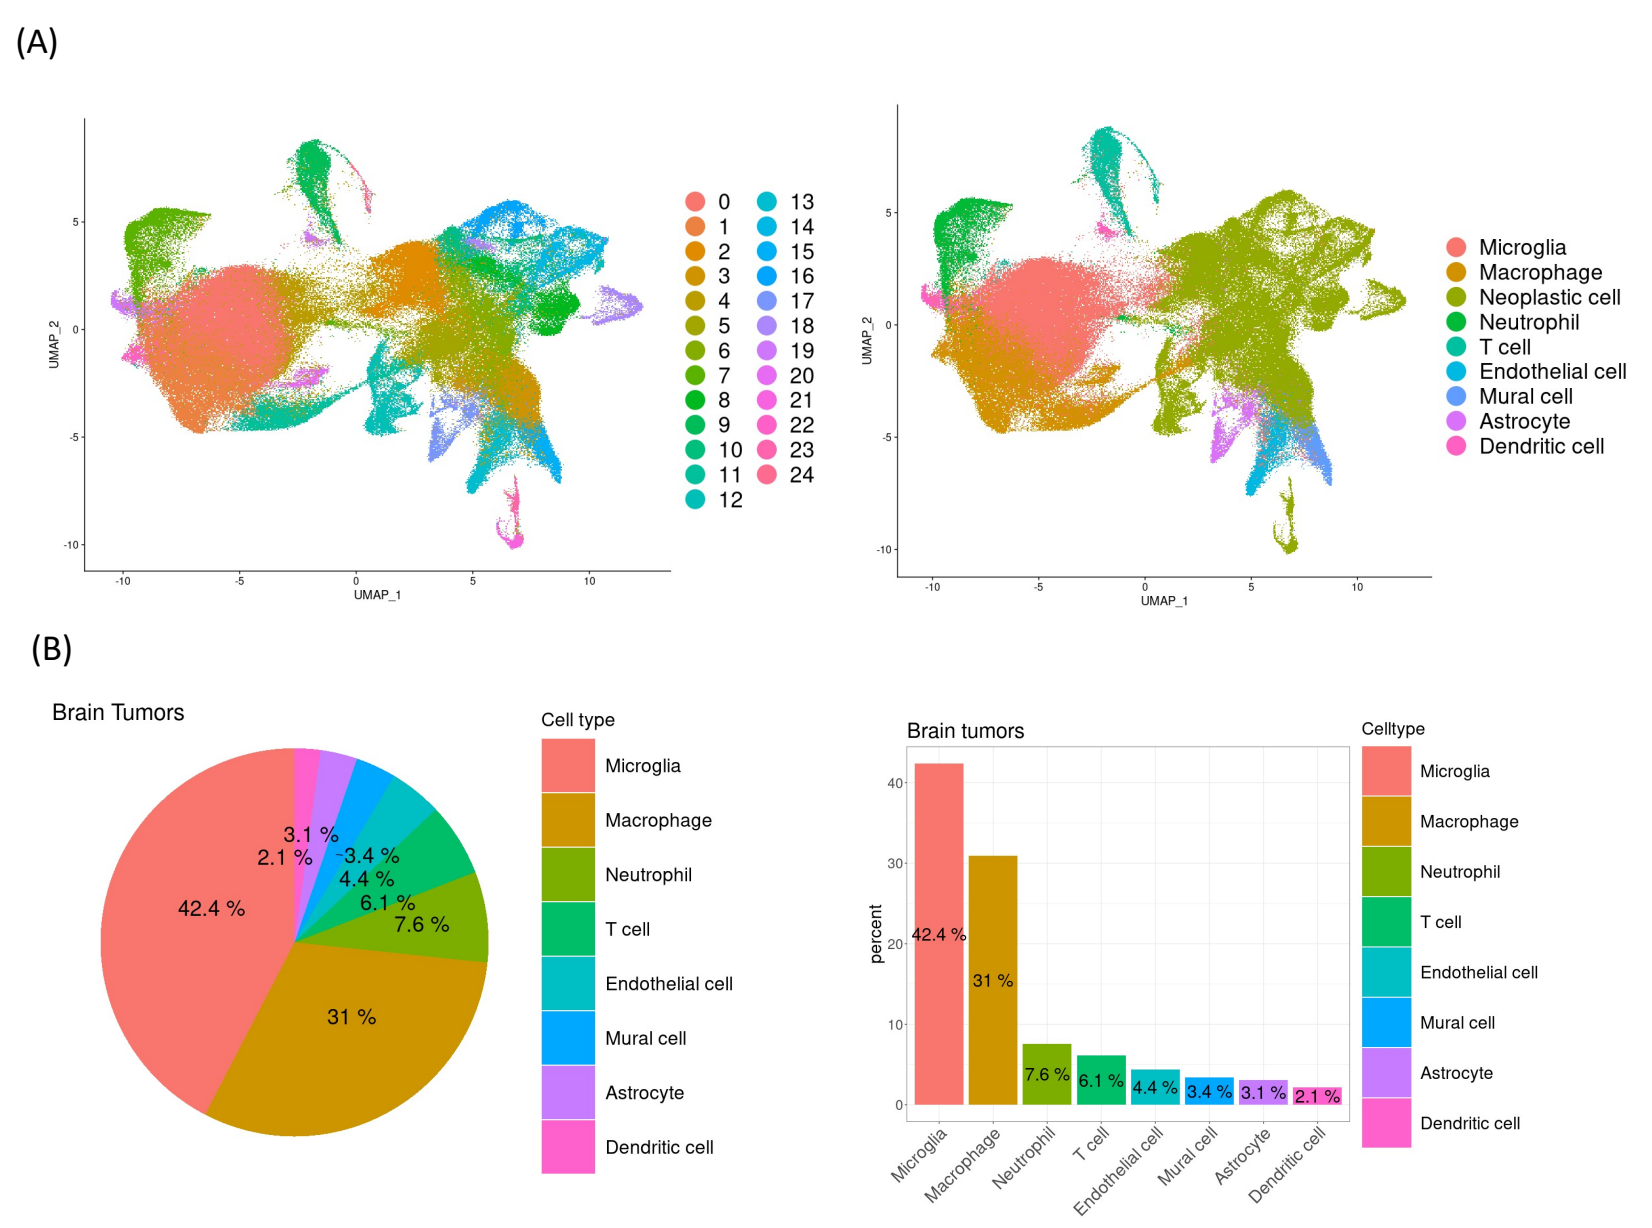 (A)
5
0
-5
-10
UMAP_2
-10 -5 0 5 10
UMAP_1
0 13
1 14
2 15
3 16
4 17
5 18
6 19
7 20
8 21
9 22
10 23
11 24
12
5
0
-5
-10
UMAP_2
-10 -5 0 5 10
UMAP_1
Microglia
Macrophage
Neoplastic cell
Neutrophil
T cell
Endothelial cell
Mural cell
Astrocyte
Dendritic cell
(B)
Brain Tumors
3.1 %
2.1 %
3.4 %
4.4 %
6.1 %
7.6 %
42.4 %
31 %
Cell type
Microglia
Macrophage
Neutrophil
T cell
Endothelial cell
Mural cell
Astrocyte
Dendritic cell
Brain tumors
40
30
20
10
0
percent
42.4 %
31 %
7.6 %
6.1 %
4.4 %
3.4 %
3.1 %
2.1 %
Microglia
Macrophage
Neutrophil
T cell
Endothelial cell
Mural cell
Astrocyte
Dendritic cell
Celltype
Microglia
Macrophage
Neutrophil
T cell
Endothelial cell
Mural cell
Astrocyte
Dendritic cell